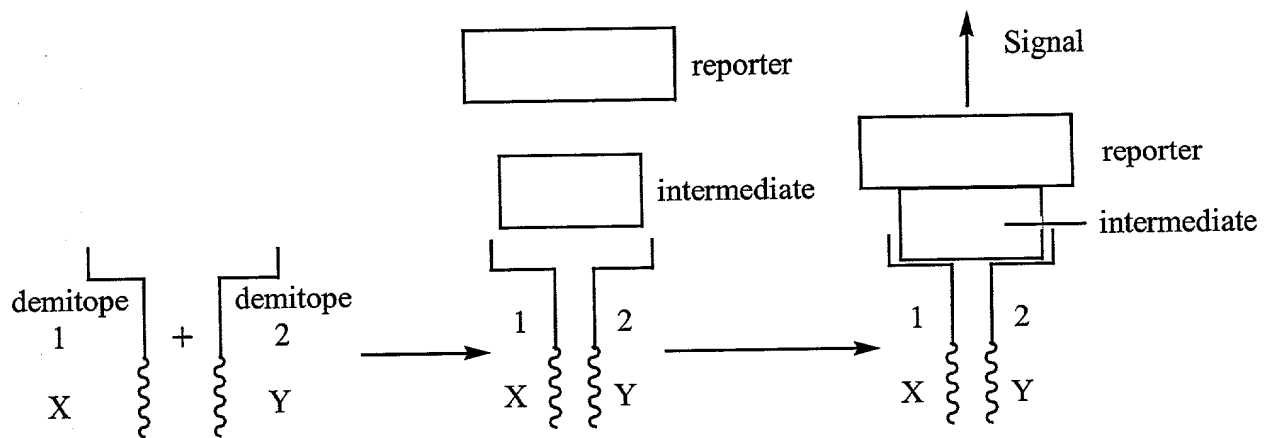 demitope
1
X
+
demitope
2
Y
reporter
intermediate
1
2
X
Y
Signal
reporter
intermediate
1
2
X
Y